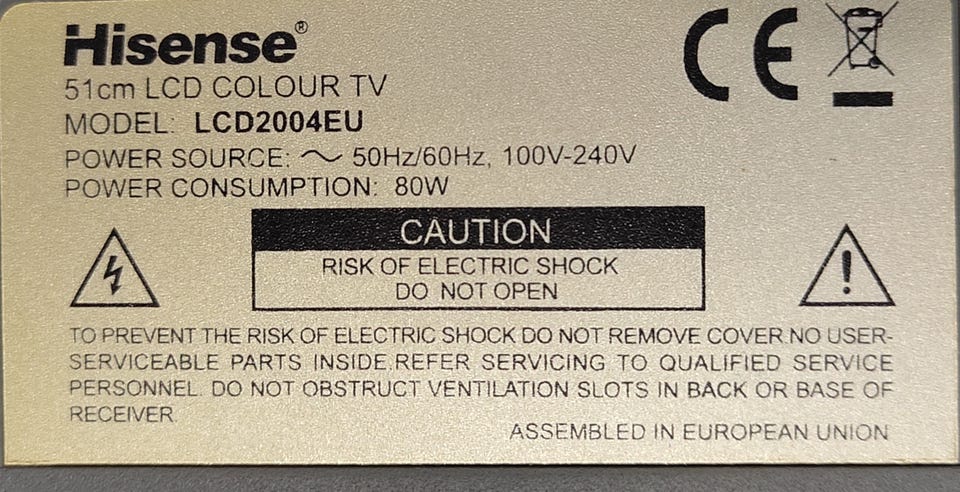 Hisense®
51cm LCD COLOUR TV
MODEL: LCD2004EU
POWER SOURCE: ～ 50Hz/60Hz, 100V-240V
POWER CONSUMPTION: 80W
CE
CAUTION
RISK OF ELECTRIC SHOCK
DO NOT OPEN
TO PREVENT THE RISK OF ELECTRIC SHOCK DO NOT REMOVE COVER.NO USER-
SERVICEABLE PARTS INSIDE.REFER SERVICING TO QUALIFIED SERVICE
PERSONNEL. DO NOT OBSTRUCT VENTILATION SLOTS IN BACK OR BASE OF
RECEIVER.
ASSEMBLED IN EUROPEAN UNION